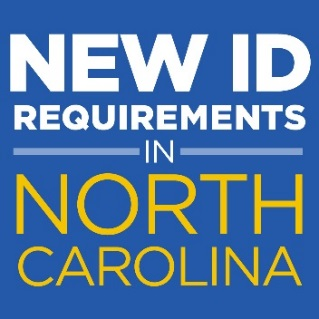 NEW ID
REQUIREMENTS
IN
NORTH
CAROLINA